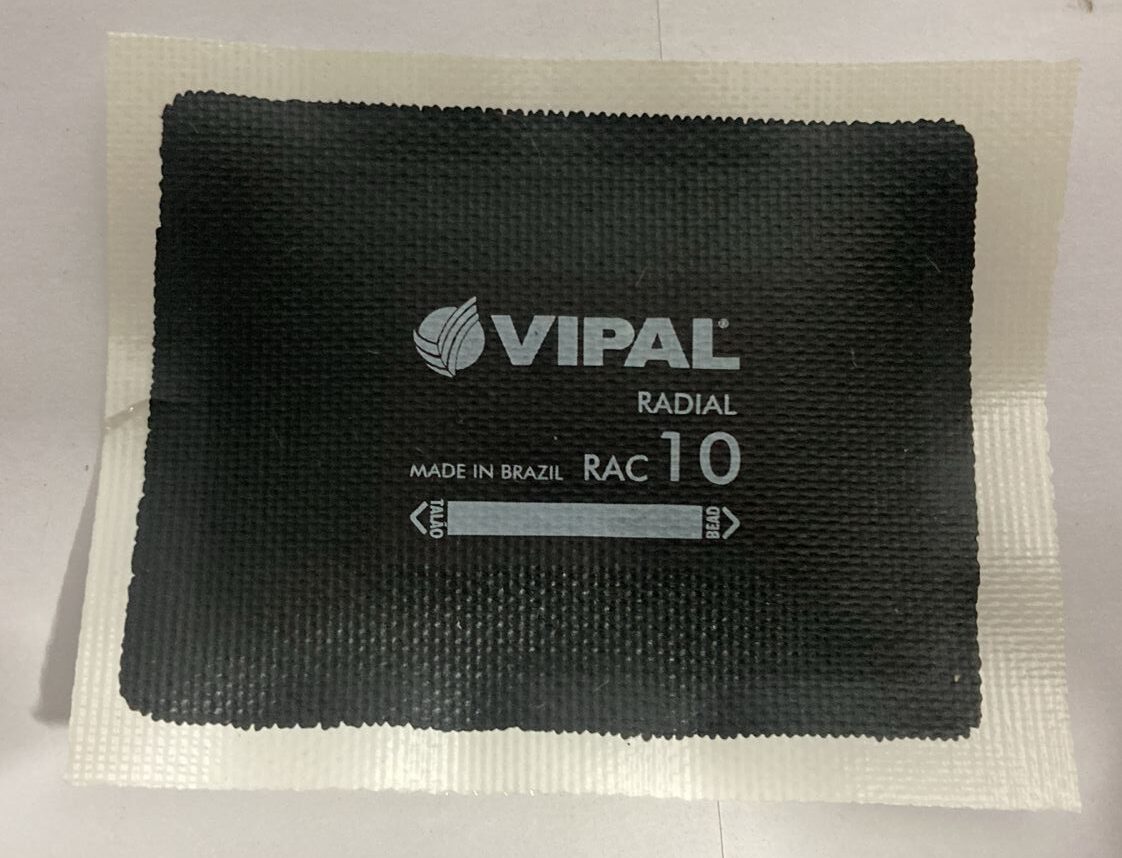 VIPAL®
RADIAL
MADE IN BRAZIL RAC 10
TALÃO BEAD